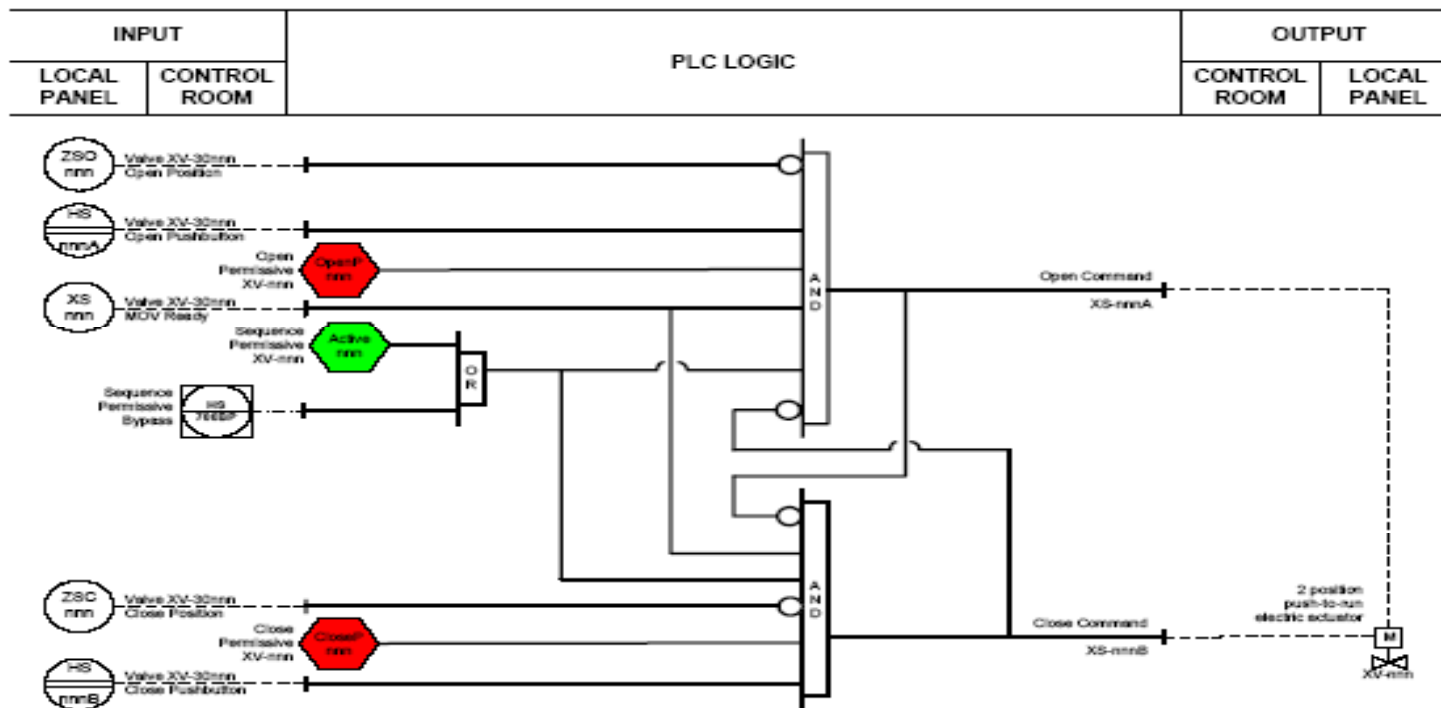 INPUT
PLC LOGIC
OUTPUT
LOCAL
PANEL
CONTROL
ROOM
CONTROL
ROOM
LOCAL
PANEL
ZSO
nnn
Valve XV-30nnn
Open Position
HS
nnnA
Valve XV-30nnn
Open Pushbutton
Open
Permissive
XV-nnn
OpenP
nnn
XS
nnn
Valve XV-30nnn
MOV Ready
Sequence
Permissive
XV-nnn
Active
nnn
OR
Sequence
Permissive
Bypass
HS
AND
Open Command
XS-nnnA
ZSC
nnn
Valve XV-30nnn
Close Position
Close
Permissive
XV-nnn
CloseP
nnn
HS
nnnB
Valve XV-30nnn
Close Pushbutton
AND
Close Command
XS-nnnB
2 position
push-to-run
electric actuator
M
XV-nnn